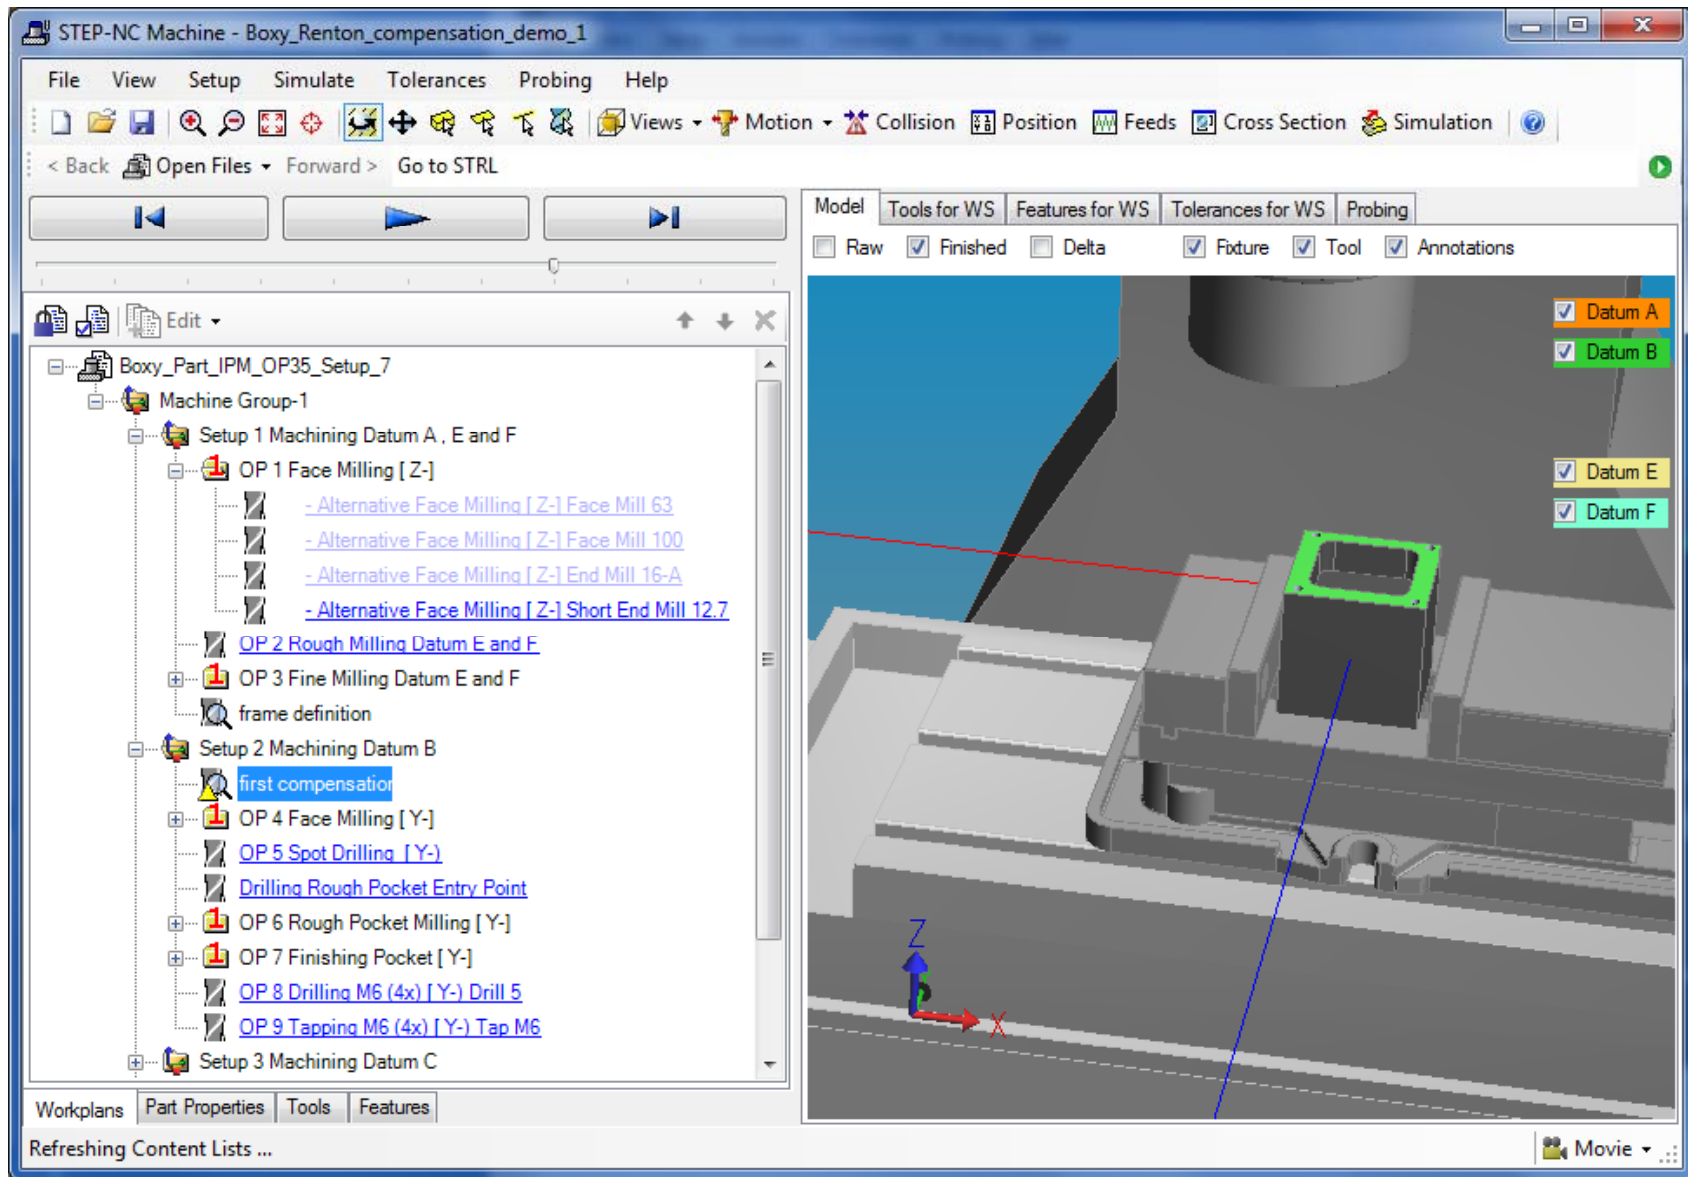 STEP-NC Machine - Boxy_Renton_compensation_demo_1
File View Setup Simulate Tolerances Probing Help
Views Motion Collision Position Feeds Cross Section Simulation
< Back Open Files Forward > Go to STRL
Model Tools for WS Features for WS Tolerances for WS Probing
Raw Finished Delta Fixture Tool Annotations
Edit
Boxy_Part_IPM_OP35_Setup_7
Machine Group-1
Setup 1 Machining Datum A , E and F
OP 1 Face Milling [ Z-]
- Alternative Face Milling [ Z-] Face Mill 63
- Alternative Face Milling [ Z-] Face Mill 100
- Alternative Face Milling [ Z-] End Mill 16-A
- Alternative Face Milling [ Z-] Short End Mill 12.7
OP 2 Rough Milling Datum E and F
OP 3 Fine Milling Datum E and F
frame definition
Setup 2 Machining Datum B
first compensation
OP 4 Face Milling [ Y-]
OP 5 Spot Drilling [ Y-)
Drilling Rough Pocket Entry Point
OP 6 Rough Pocket Milling [ Y-]
OP 7 Finishing Pocket [ Y-]
OP 8 Drilling M6 (4x) [ Y-) Drill 5
OP 9 Tapping M6 (4x) [ Y-) Tap M6
Setup 3 Machining Datum C
Datum A
Datum B
Datum E
Datum F
Z
X
Workplans Part Properties Tools Features
Refreshing Content Lists ...
Movie